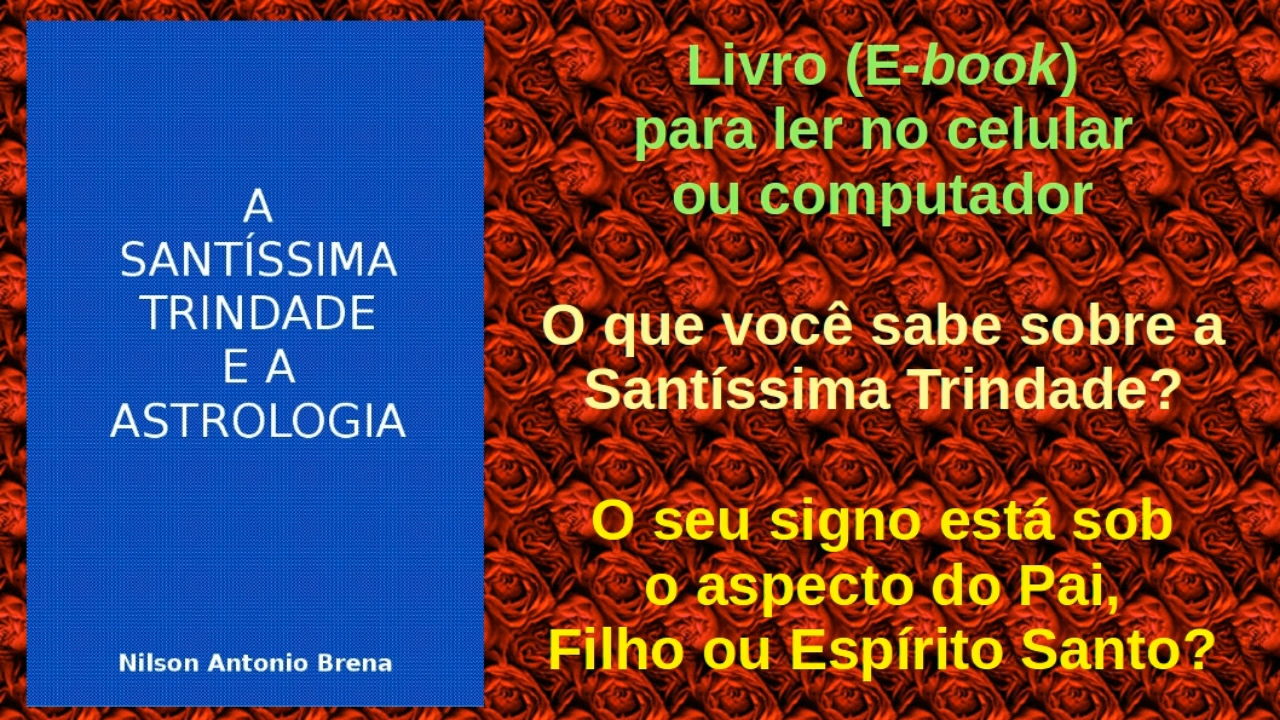 A
SANTÍSSIMA
TRINDADE
E A
ASTROLOGIA
Nilson Antonio Brena
Livro (E-book)
para ler no celular
ou computador
O que você sabe sobre a
Santíssima Trindade?
O seu signo está sob
o aspecto do Pai,
Filho ou Espírito Santo?